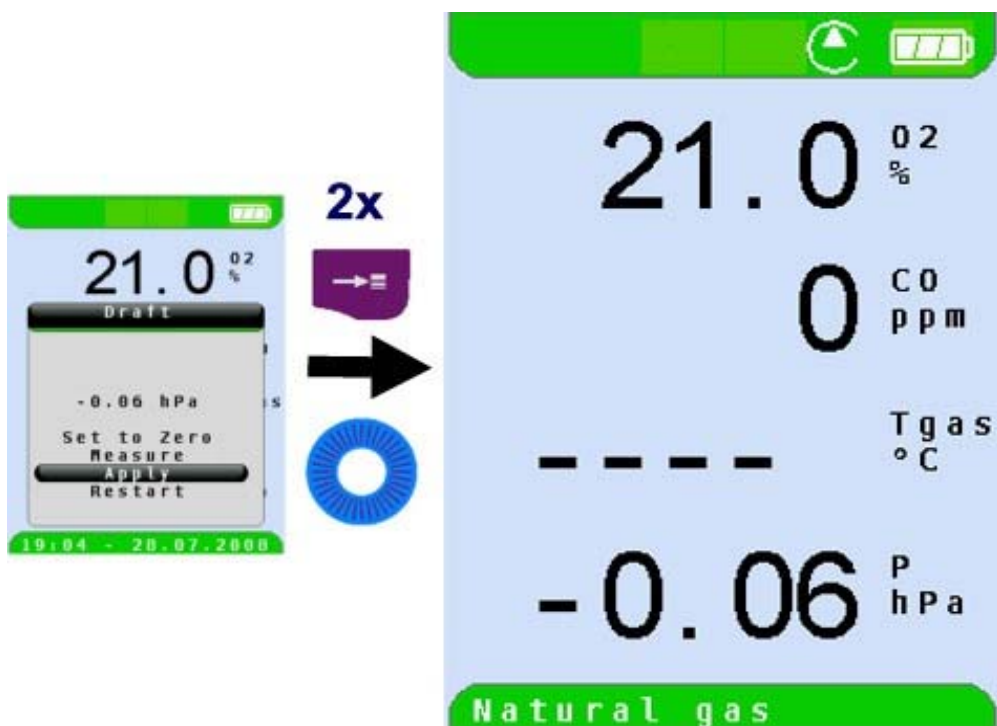 21.0 O2
%
Draft
-0.06 hPa
Set to Zero
Measure
Apply
Restart
19:04 - 28.07.2008
2x
21.0 O2
%
0 CO
ppm
---- Tgas
°C
-0.06 P
hPa
Natural gas